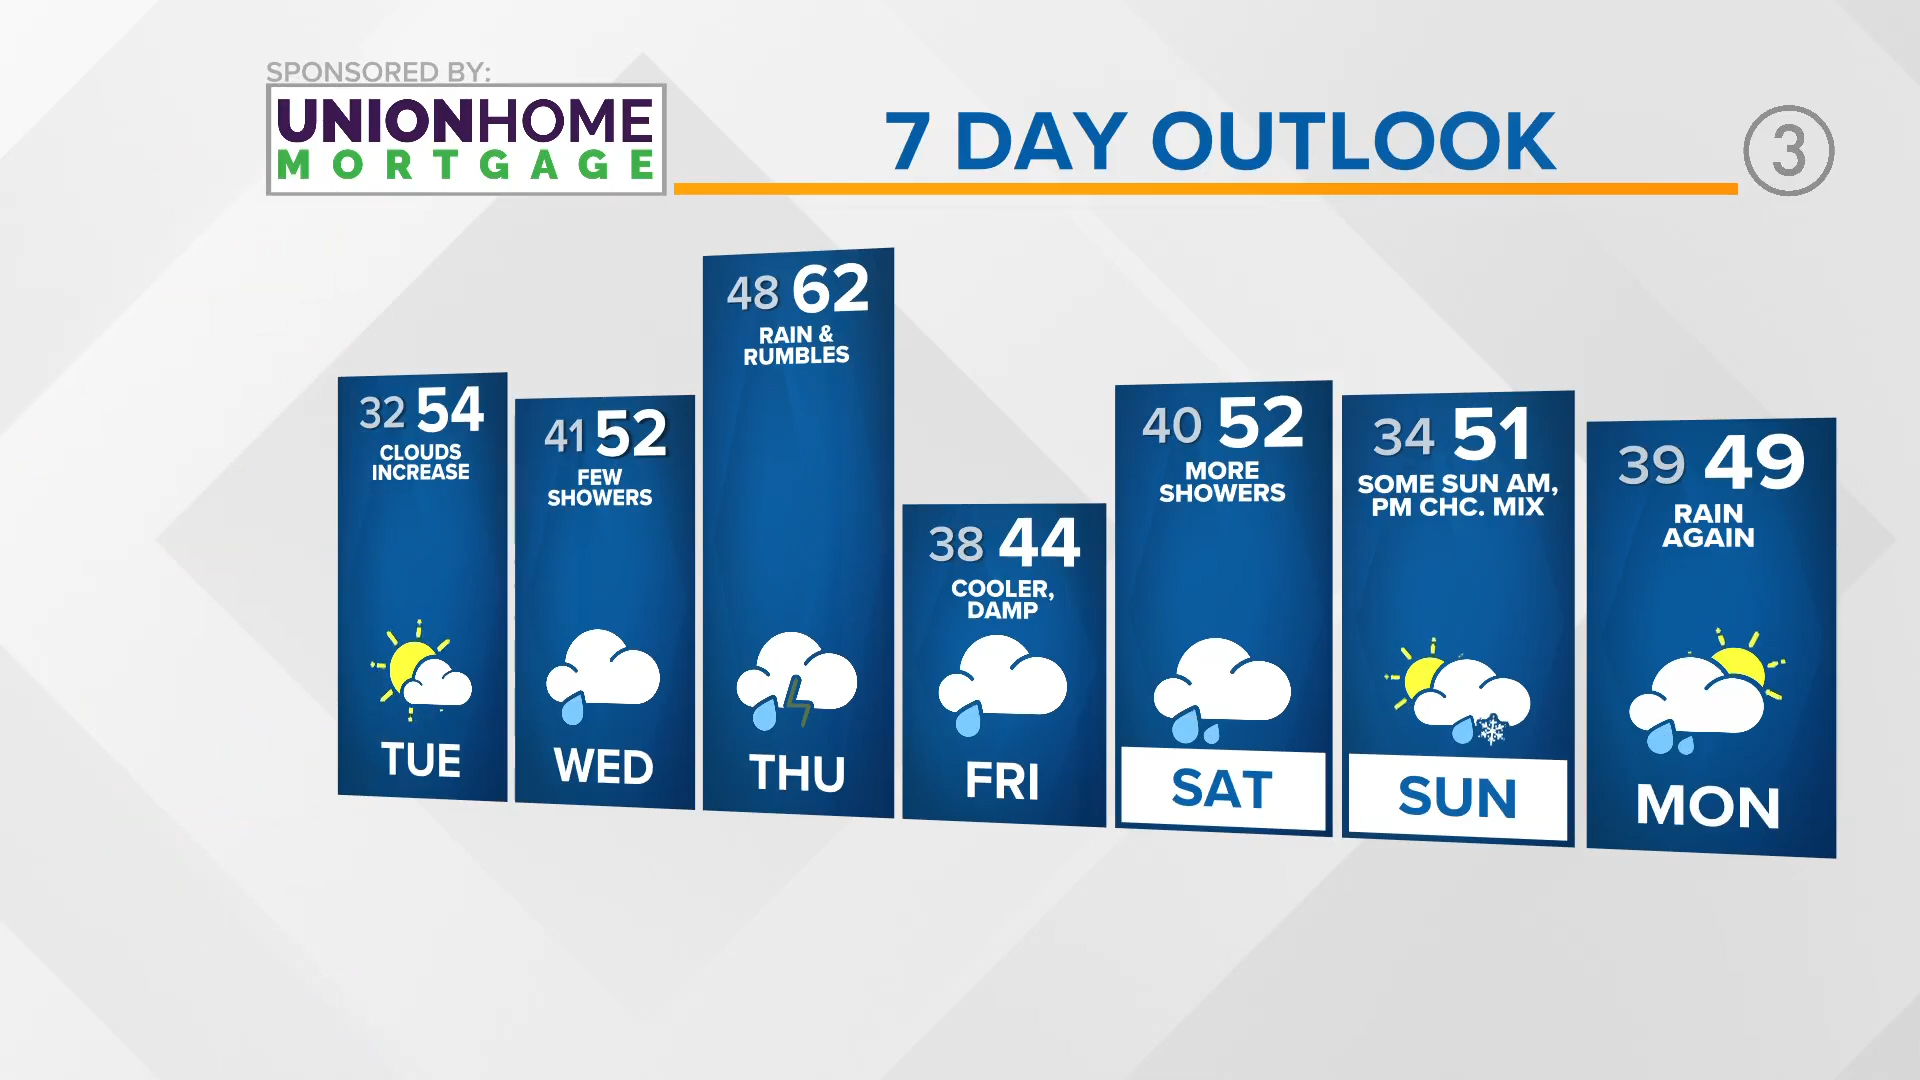 SPONSORED BY:
UNIONHOME
MORTGAGE
7 DAY OUTLOOK
3
32 54
CLOUDS
INCREASE
TUE
41 52
FEW
SHOWERS
WED
48 62
RAIN &
RUMBLES
THU
38 44
COOLER,
DAMP
FRI
40 52
MORE
SHOWERS
SAT
34 51
SOME SUN AM,
PM CHC. MIX
SUN
39 49
RAIN
AGAIN
MON